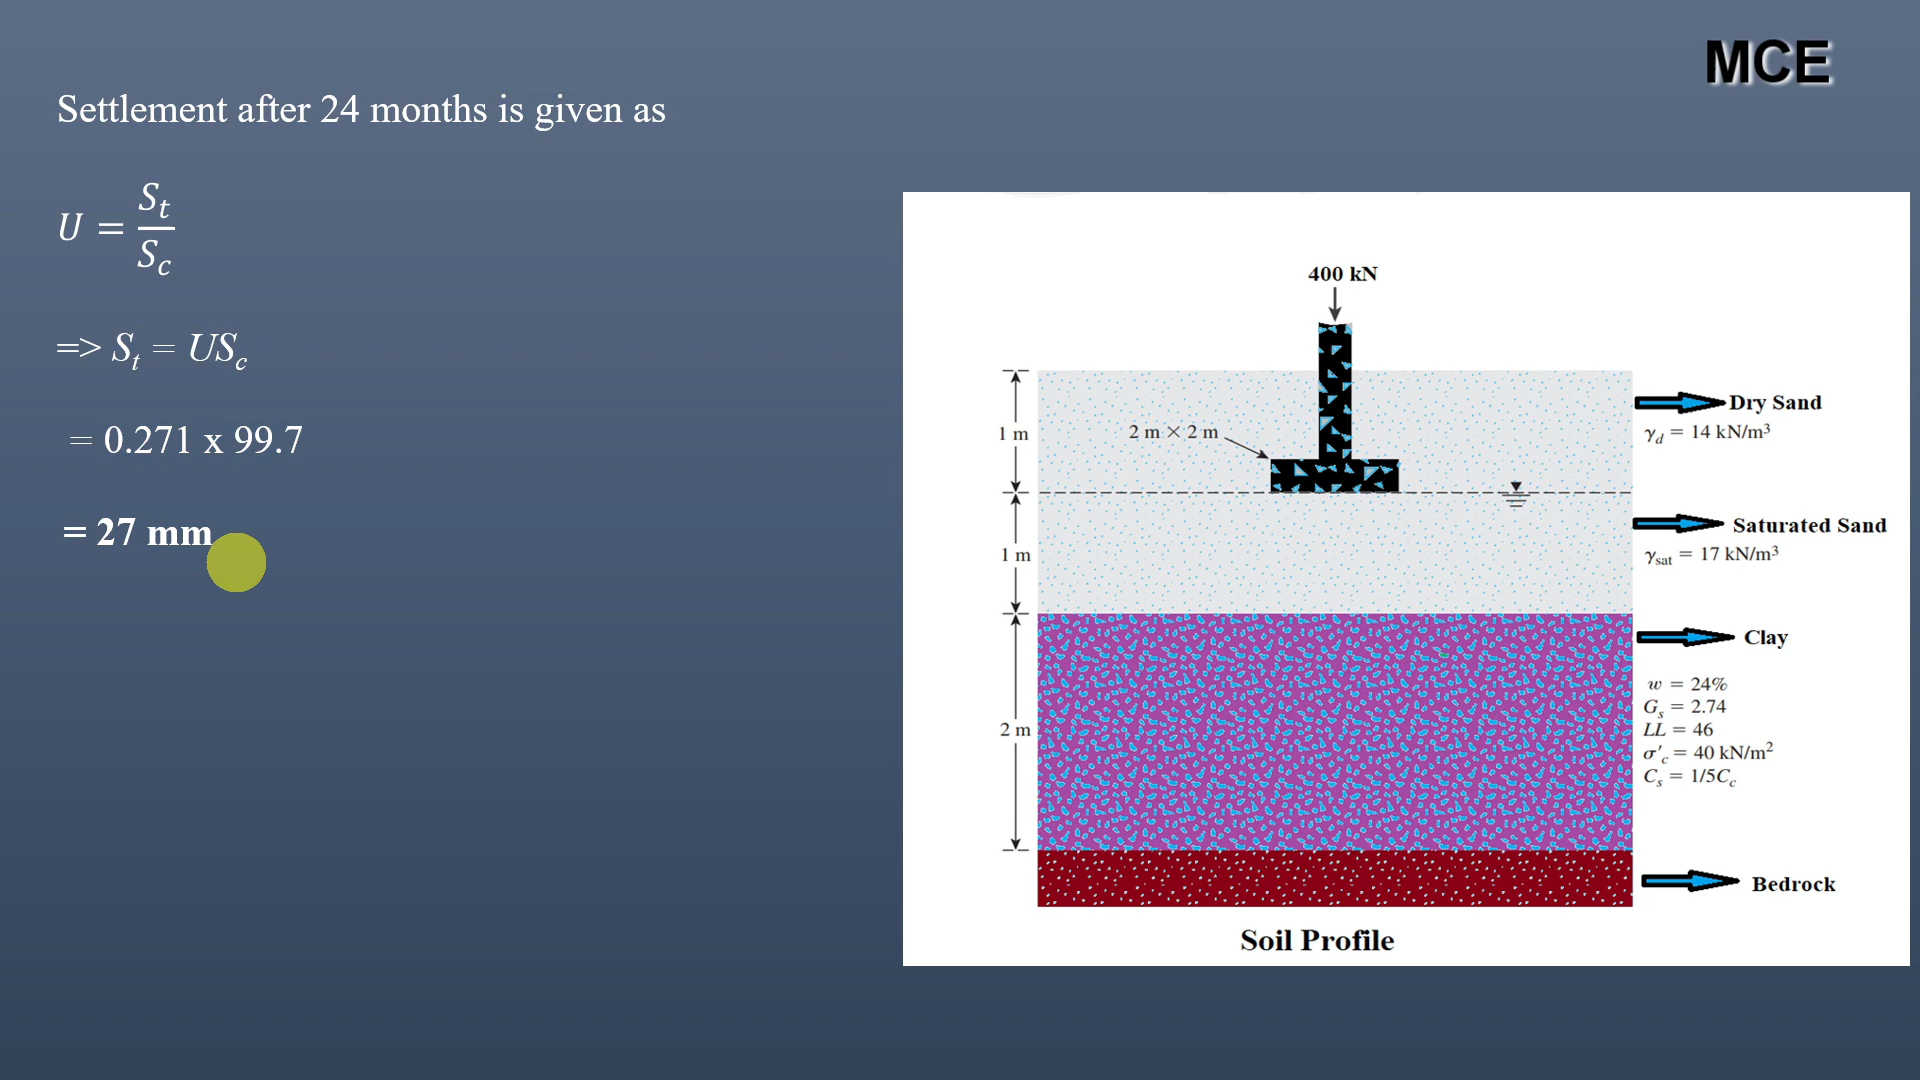 MCE
Settlement after 24 months is given as
U = S_t / S_c
=> S_t = US_c
= 0.271 x 99.7
= 27 mm
400 kN
1 m
2 m × 2 m
Dry Sand
γ_d = 14 kN/m³
1 m
Saturated Sand
γ_sat = 17 kN/m³
2 m
Clay
w = 24%
G_s = 2.74
LL = 46
σ'_c = 40 kN/m²
C_s = 1/5C_c
Bedrock
Soil Profile